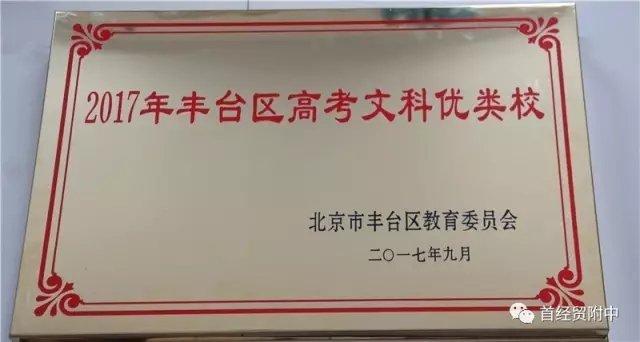 2017年丰台区高考文科优类校
北京市丰台区教育委员会
二〇一七年九月
首经贸附中